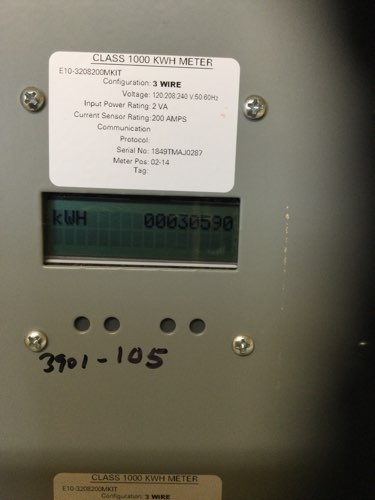 CLASS 1000 KWH METER
E10-3208200MKIT
Configuration: 3 WIRE
Voltage: 120:208:240 V:50:60Hz
Input Power Rating: 2 VA
Current Sensor Rating: 200 AMPS
Communication
Protocol:
Serial No: 1849TMAJ0287
Meter Pos: 02-14
Tag:
kWH 00030590
3901-105
CLASS 1000 KWH METER
E10-3208200MKIT
Configuration: 3 WIRE